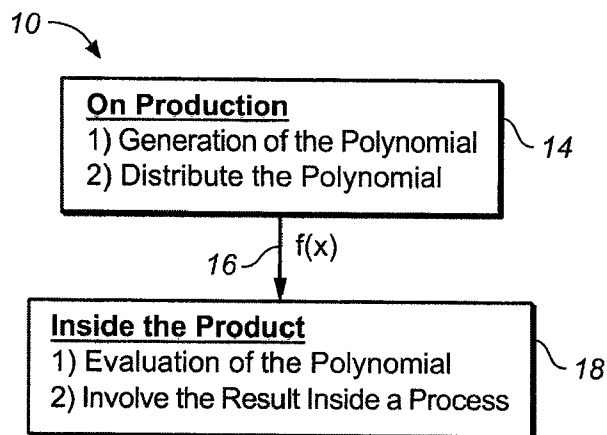 10
On Production
1) Generation of the Polynomial
2) Distribute the Polynomial
14
16
f(x)
Inside the Product
1) Evaluation of the Polynomial
2) Involve the Result Inside a Process
18